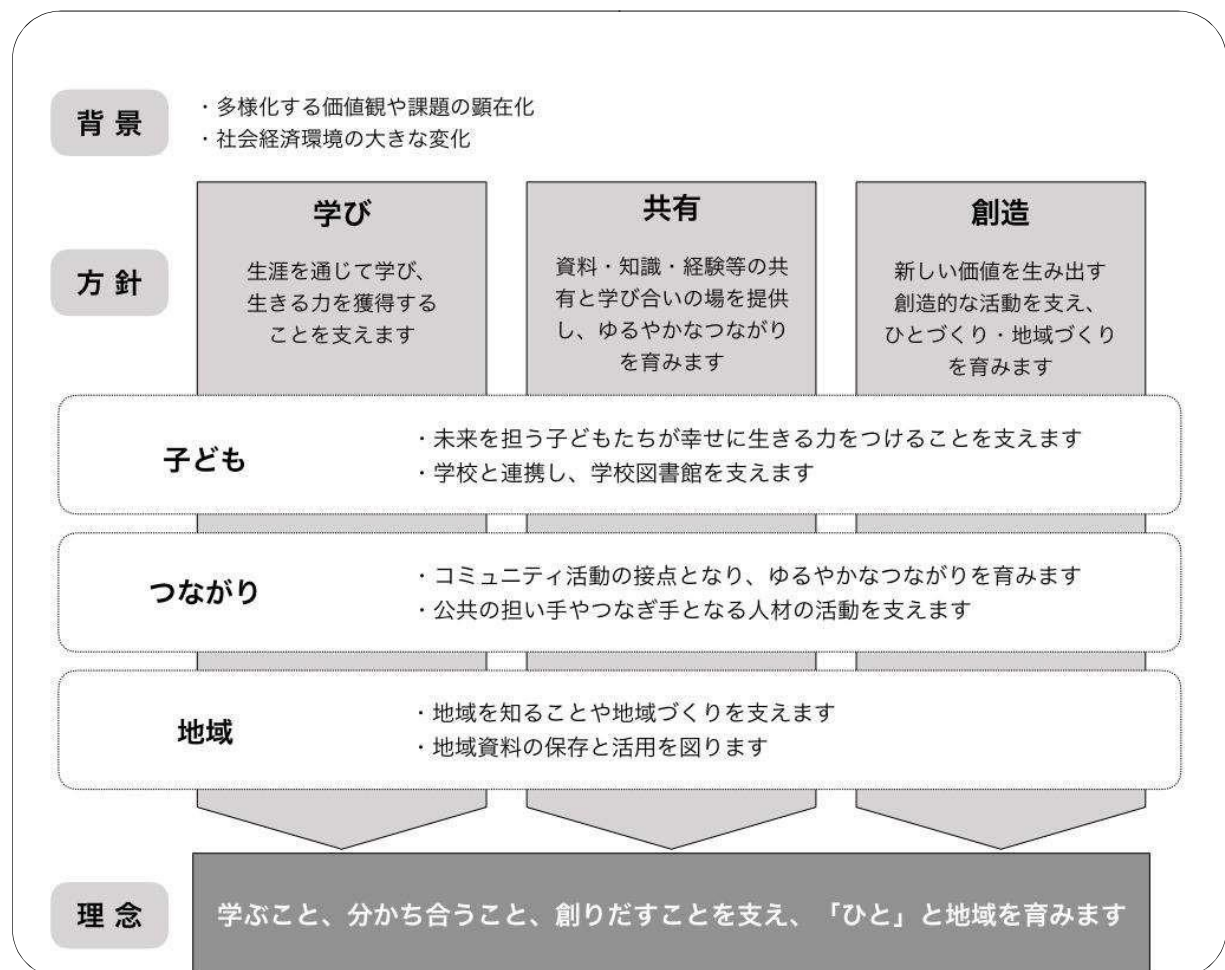 背景
・多様化する価値観や課題の顕在化
・社会経済環境の大きな変化
方針
学び
生涯を通じて学び、
生きる力を獲得する
ことを支えます
共有
資料・知識・経験等の共
有と学び合いの場を提供
し、ゆるやかなつながり
を育みます
創造
新しい価値を生み出す
創造的な活動を支え、
ひとづくり・地域づくり
を育みます
子ども
・未来を担う子どもたちが幸せに生きる力をつけることを支えます
・学校と連携し、学校図書館を支えます
つながり
・コミュニティ活動の接点となり、ゆるやかなつながりを育みます
・公共の担い手やつなぎ手となる人材の活動を支えます
地域
・地域を知ることや地域づくりを支えます
・地域資料の保存と活用を図ります
理念
学ぶこと、分かち合うこと、創りだすことを支え、「ひと」と地域を育みます